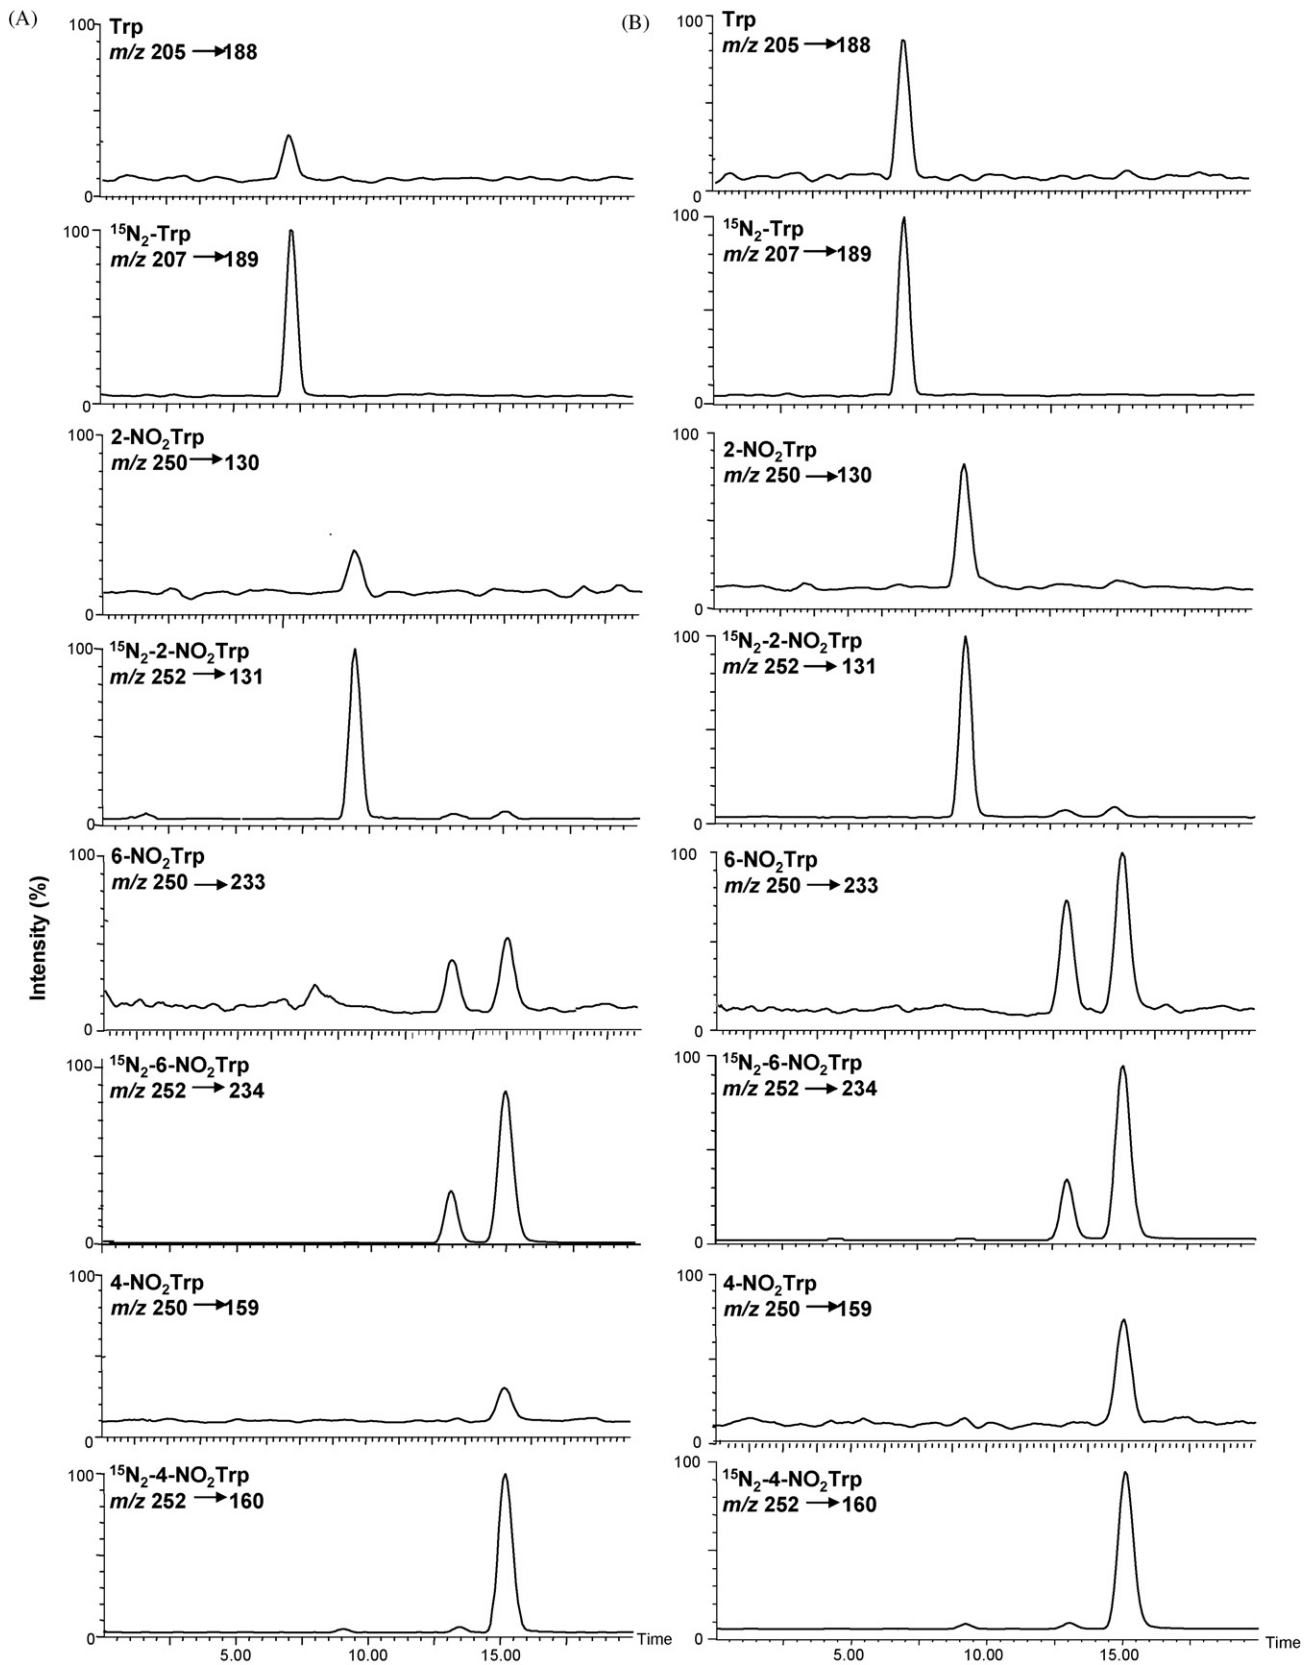 (A)
Trp
m/z 205 → 188
100
0
15N2-Trp
m/z 207 → 189
100
0
2-NO2Trp
m/z 250 → 130
100
0
15N2-2-NO2Trp
m/z 252 → 131
100
0
6-NO2Trp
m/z 250 → 233
100
0
15N2-6-NO2Trp
m/z 252 → 234
100
0
4-NO2Trp
m/z 250 → 159
100
0
15N2-4-NO2Trp
m/z 252 → 160
100
0
5.00 10.00 15.00
Time
Intensity (%)
(B)
Trp
m/z 205 → 188
100
0
15N2-Trp
m/z 207 → 189
100
0
2-NO2Trp
m/z 250 → 130
100
0
15N2-2-NO2Trp
m/z 252 → 131
100
0
6-NO2Trp
m/z 250 → 233
100
0
15N2-6-NO2Trp
m/z 252 → 234
100
0
4-NO2Trp
m/z 250 → 159
100
0
15N2-4-NO2Trp
m/z 252 → 160
100
0
5.00 10.00 15.00
Time